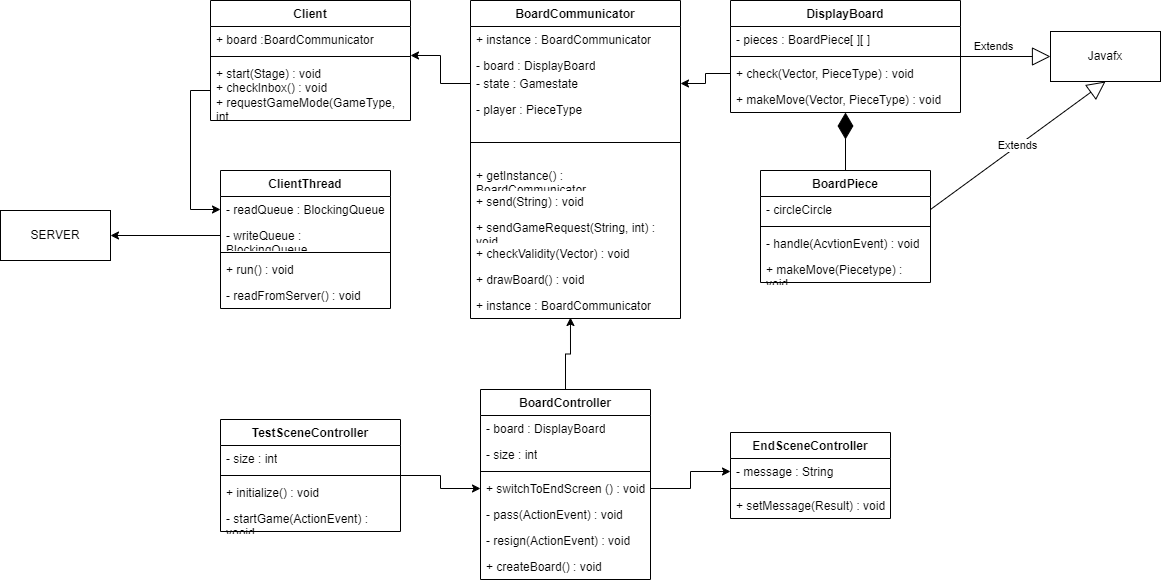 Client
+ board :BoardCommunicator
+ start(Stage) : void
+ checkInbox() : void
+ requestGameMode(GameType,
int
BoardCommunicator
+ instance : BoardCommunicator
- board : DisplayBoard
- state : Gamestate
- player : PieceType
+ getInstance() :
BoardCommunicator
+ send(String) : void
+ sendGameRequest(String, int) :
void
+ checkValidity(Vector) : void
+ drawBoard() : void
+ instance : BoardCommunicator
DisplayBoard
- pieces : BoardPiece[ ][ ]
+ check(Vector, PieceType) : void
+ makeMove(Vector, PieceType) : void
Extends
Javafx
Extends
ClientThread
- readQueue : BlockingQueue
- writeQueue :
BlockingQueue
+ run() : void
- readFromServer() : void
SERVER
BoardPiece
- circleCircle
- handle(AcvtionEvent) : void
+ makeMove(Piecetype) :
void
TestSceneController
- size : int
+ initialize() : void
- startGame(ActionEvent) :
vooid
BoardController
- board : DisplayBoard
- size : int
+ switchToEndScreen () : void
- pass(ActionEvent) : void
- resign(ActionEvent) : void
+ createBoard() : void
EndSceneController
- message : String
+ setMessage(Result) : void